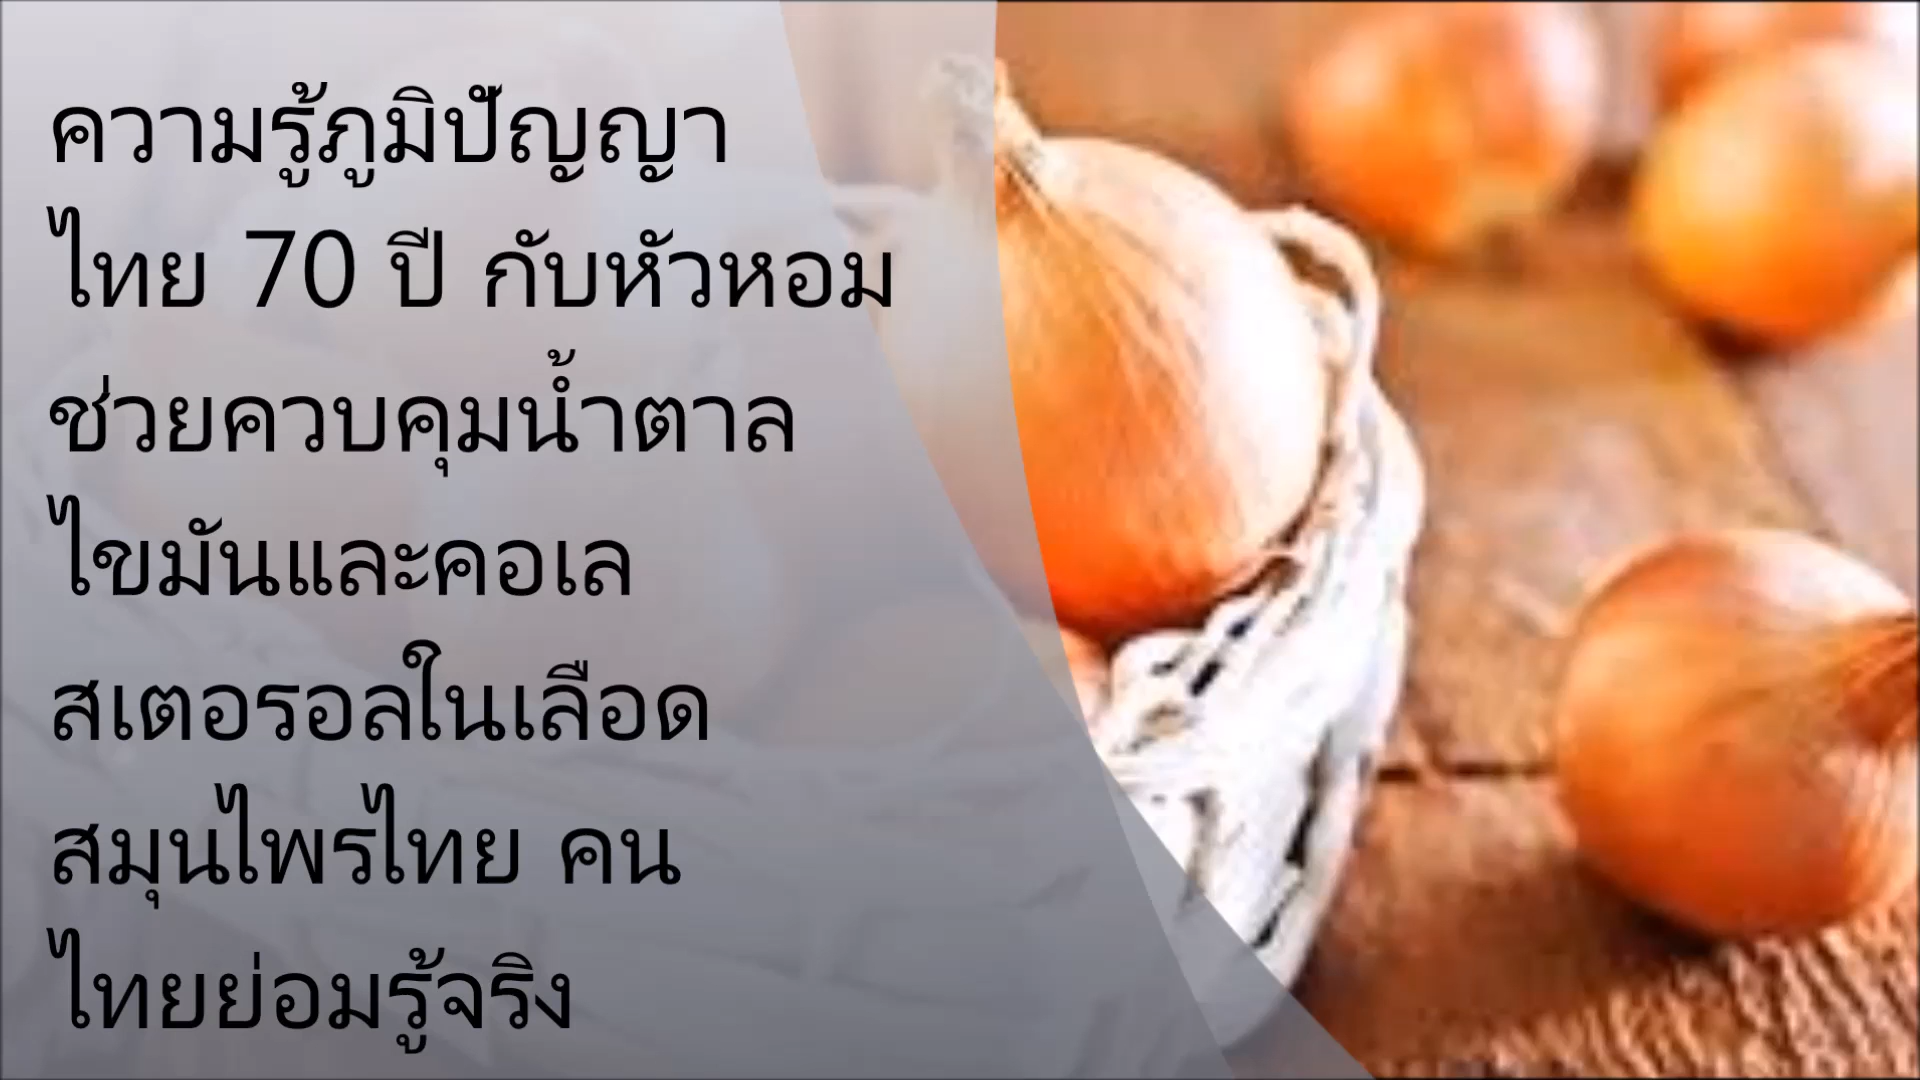 ความรู้ภูมิปัญญา
ไทย 70 ปี กับหัวหอม
ช่วยควบคุมน้ำตาล
ไขมันและคอเล
สเตอรอลในเลือด
สมุนไพรไทย คน
ไทยย่อมรู้จริง